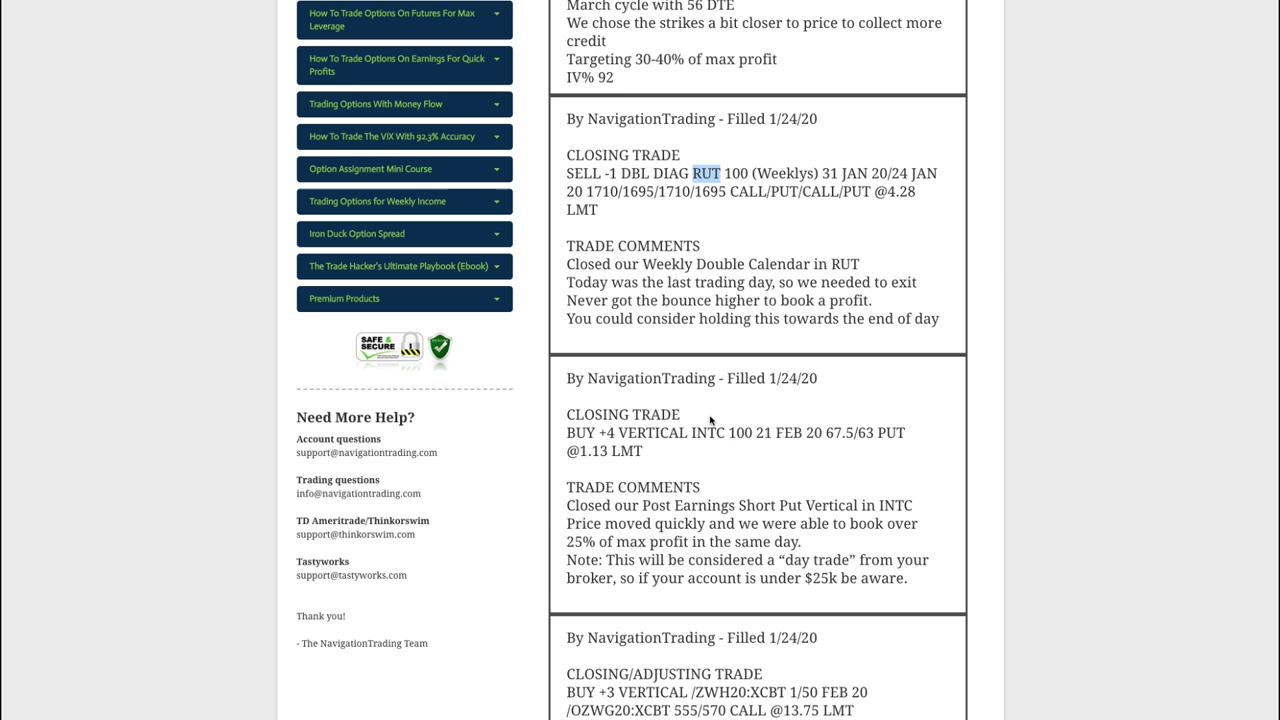 How To Trade Options On Futures For Max
Leverage
How To Trade Options On Earnings For Quick
Profits
Trading Options With Money Flow
How To Trade The VIX With 92.3% Accuracy
Option Assignment Mini Course
Trading Options for Weekly Income
Iron Duck Option Spread
The Trade Hacker's Ultimate Playbook (Ebook)
Premium Products
SAFE &
SECURE
Need More Help?
Account questions
support@navigationtrading.com
Trading questions
info@navigationtrading.com
TD Ameritrade/Thinkorswim
support@thinkorswim.com
Tastyworks
support@tastyworks.com
Thank you!
- The NavigationTrading Team
March cycle with 56 DTE
We chose the strikes a bit closer to price to collect more
credit
Targeting 30-40% of max profit
IV% 92
By NavigationTrading - Filled 1/24/20
CLOSING TRADE
SELL -1 DBL DIAG RUT 100 (Weeklys) 31 JAN 20/24 JAN
20 1710/1695/1710/1695 CALL/PUT/CALL/PUT @4.28
LMT
TRADE COMMENTS
Closed our Weekly Double Calendar in RUT
Today was the last trading day, so we needed to exit
Never got the bounce higher to book a profit.
You could consider holding this towards the end of day
By NavigationTrading - Filled 1/24/20
CLOSING TRADE
BUY +4 VERTICAL INTC 100 21 FEB 20 67.5/63 PUT
@1.13 LMT
TRADE COMMENTS
Closed our Post Earnings Short Put Vertical in INTC
Price moved quickly and we were able to book over
25% of max profit in the same day.
Note: This will be considered a “day trade” from your
broker, so if your account is under $25k be aware.
By NavigationTrading - Filled 1/24/20
CLOSING/ADJUSTING TRADE
BUY +3 VERTICAL /ZWH20:XCBT 1/50 FEB 20
/OZWG20:XCBT 555/570 CALL @13.75 LMT